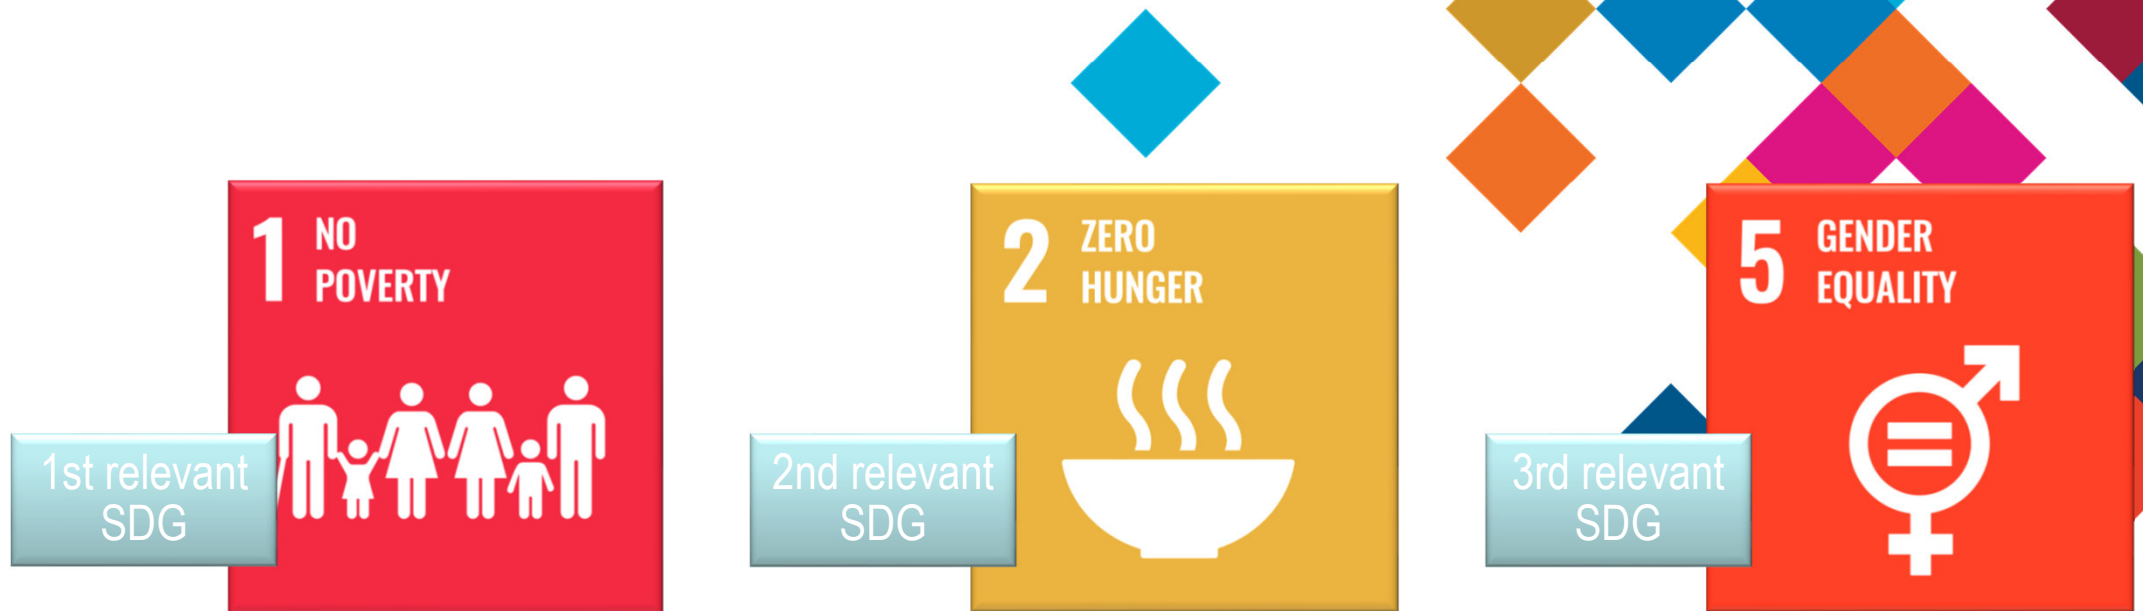 1 NO
POVERTY
1st relevant
SDG
2 ZERO
HUNGER
2nd relevant
SDG
5 GENDER
EQUALITY
3rd relevant
SDG